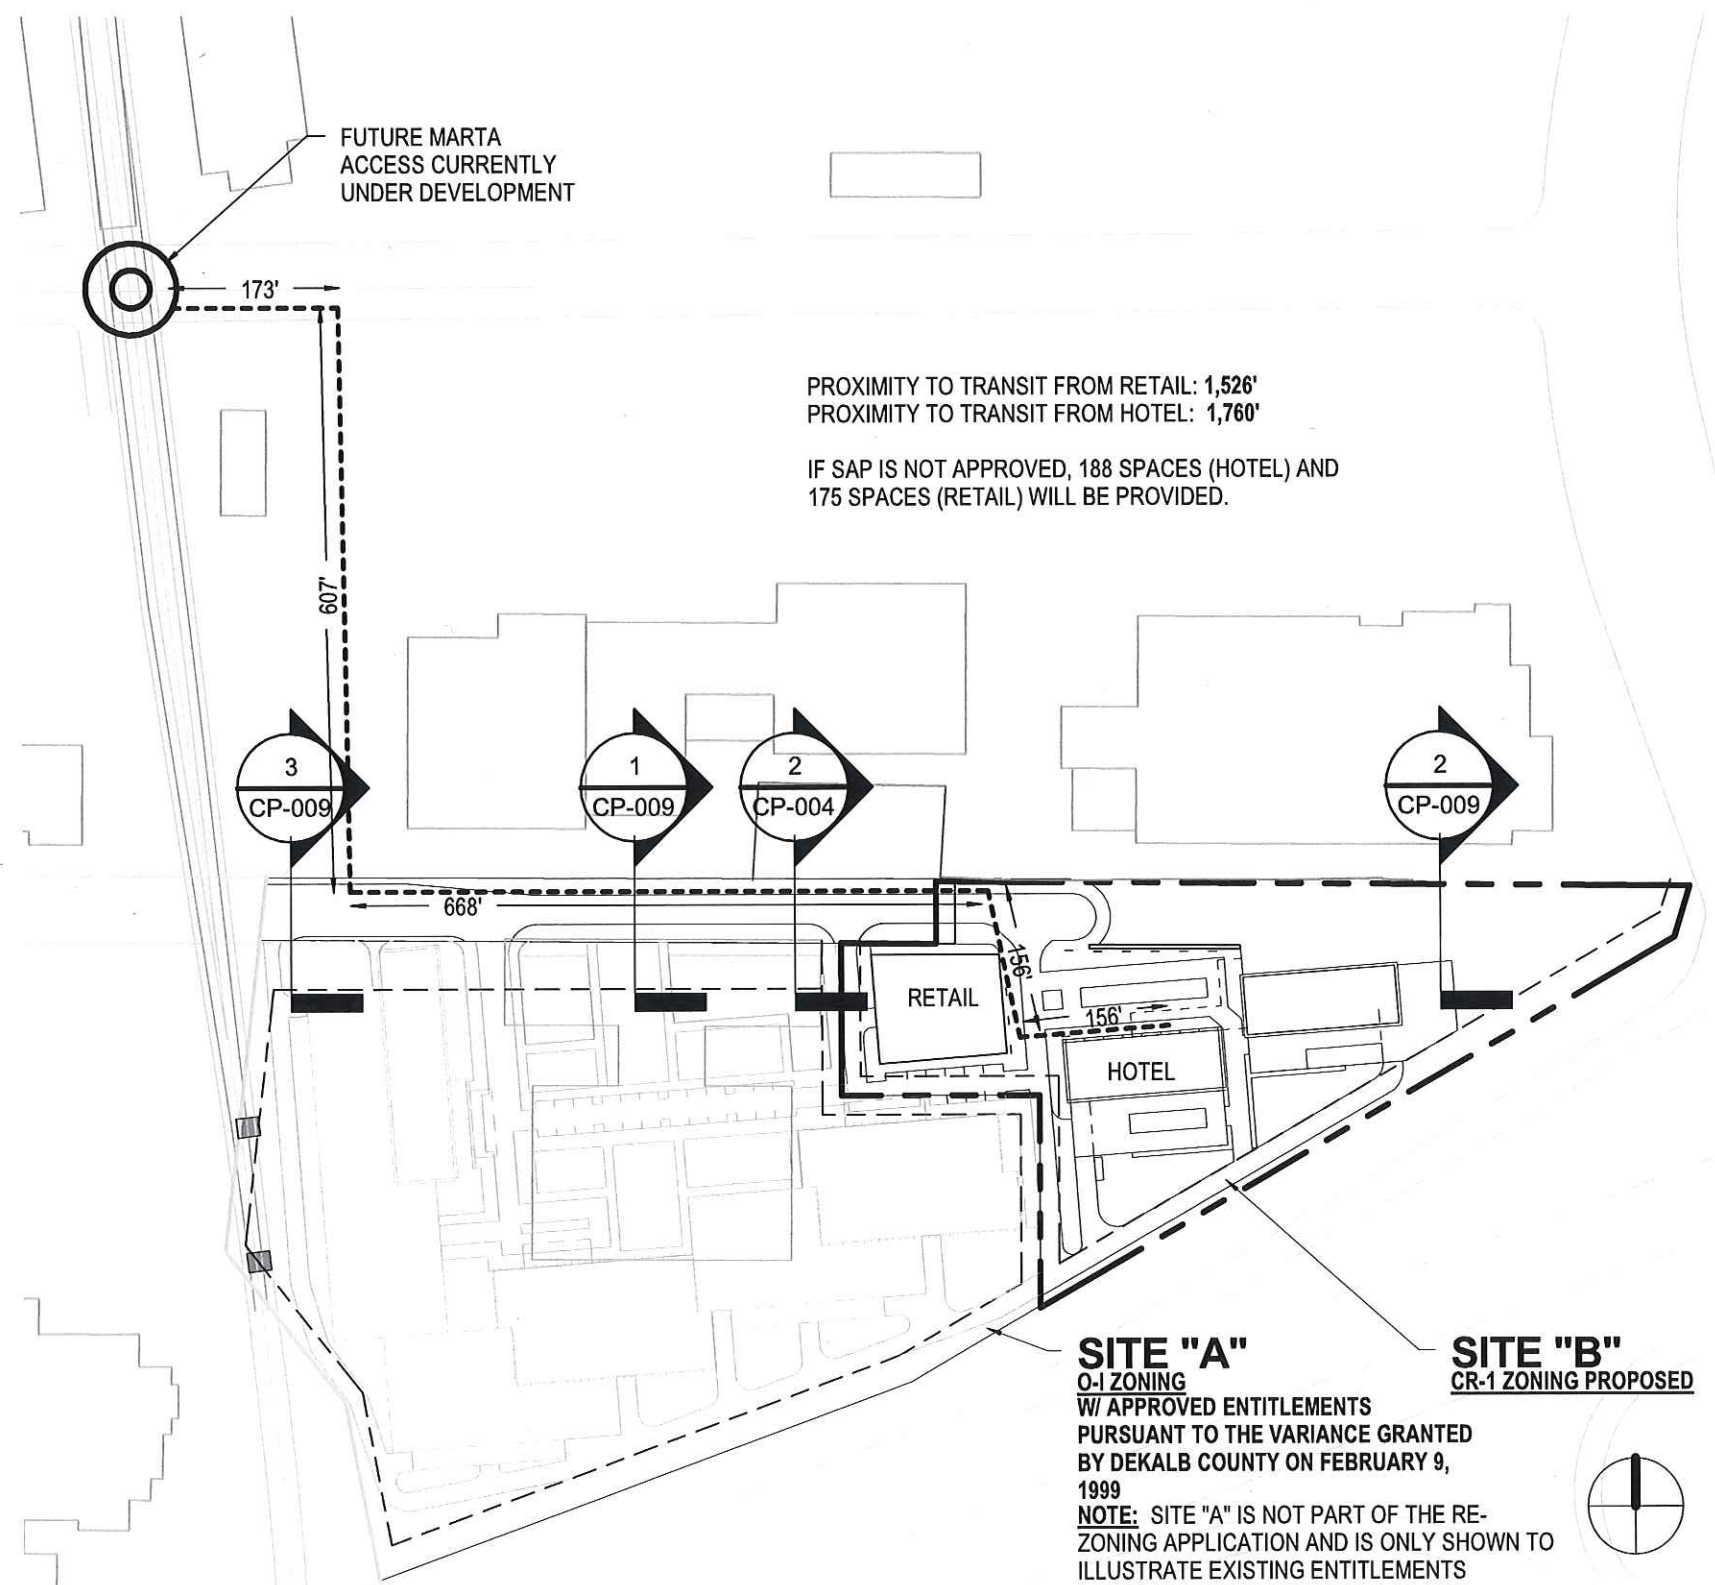 FUTURE MARTA
ACCESS CURRENTLY
UNDER DEVELOPMENT
173'
PROXIMITY TO TRANSIT FROM RETAIL: 1,526'
PROXIMITY TO TRANSIT FROM HOTEL: 1,760'
IF SAP IS NOT APPROVED, 188 SPACES (HOTEL) AND
175 SPACES (RETAIL) WILL BE PROVIDED.
607'
3
CP-009
1
CP-009
2
CP-004
2
CP-009
668'
156'
RETAIL
156'
HOTEL
SITE "A"
O-I ZONING
W/ APPROVED ENTITLEMENTS
PURSUANT TO THE VARIANCE GRANTED
BY DEKALB COUNTY ON FEBRUARY 9,
1999
NOTE: SITE "A" IS NOT PART OF THE RE-
ZONING APPLICATION AND IS ONLY SHOWN TO
ILLUSTRATE EXISTING ENTITLEMENTS
SITE "B"
CR-1 ZONING PROPOSED